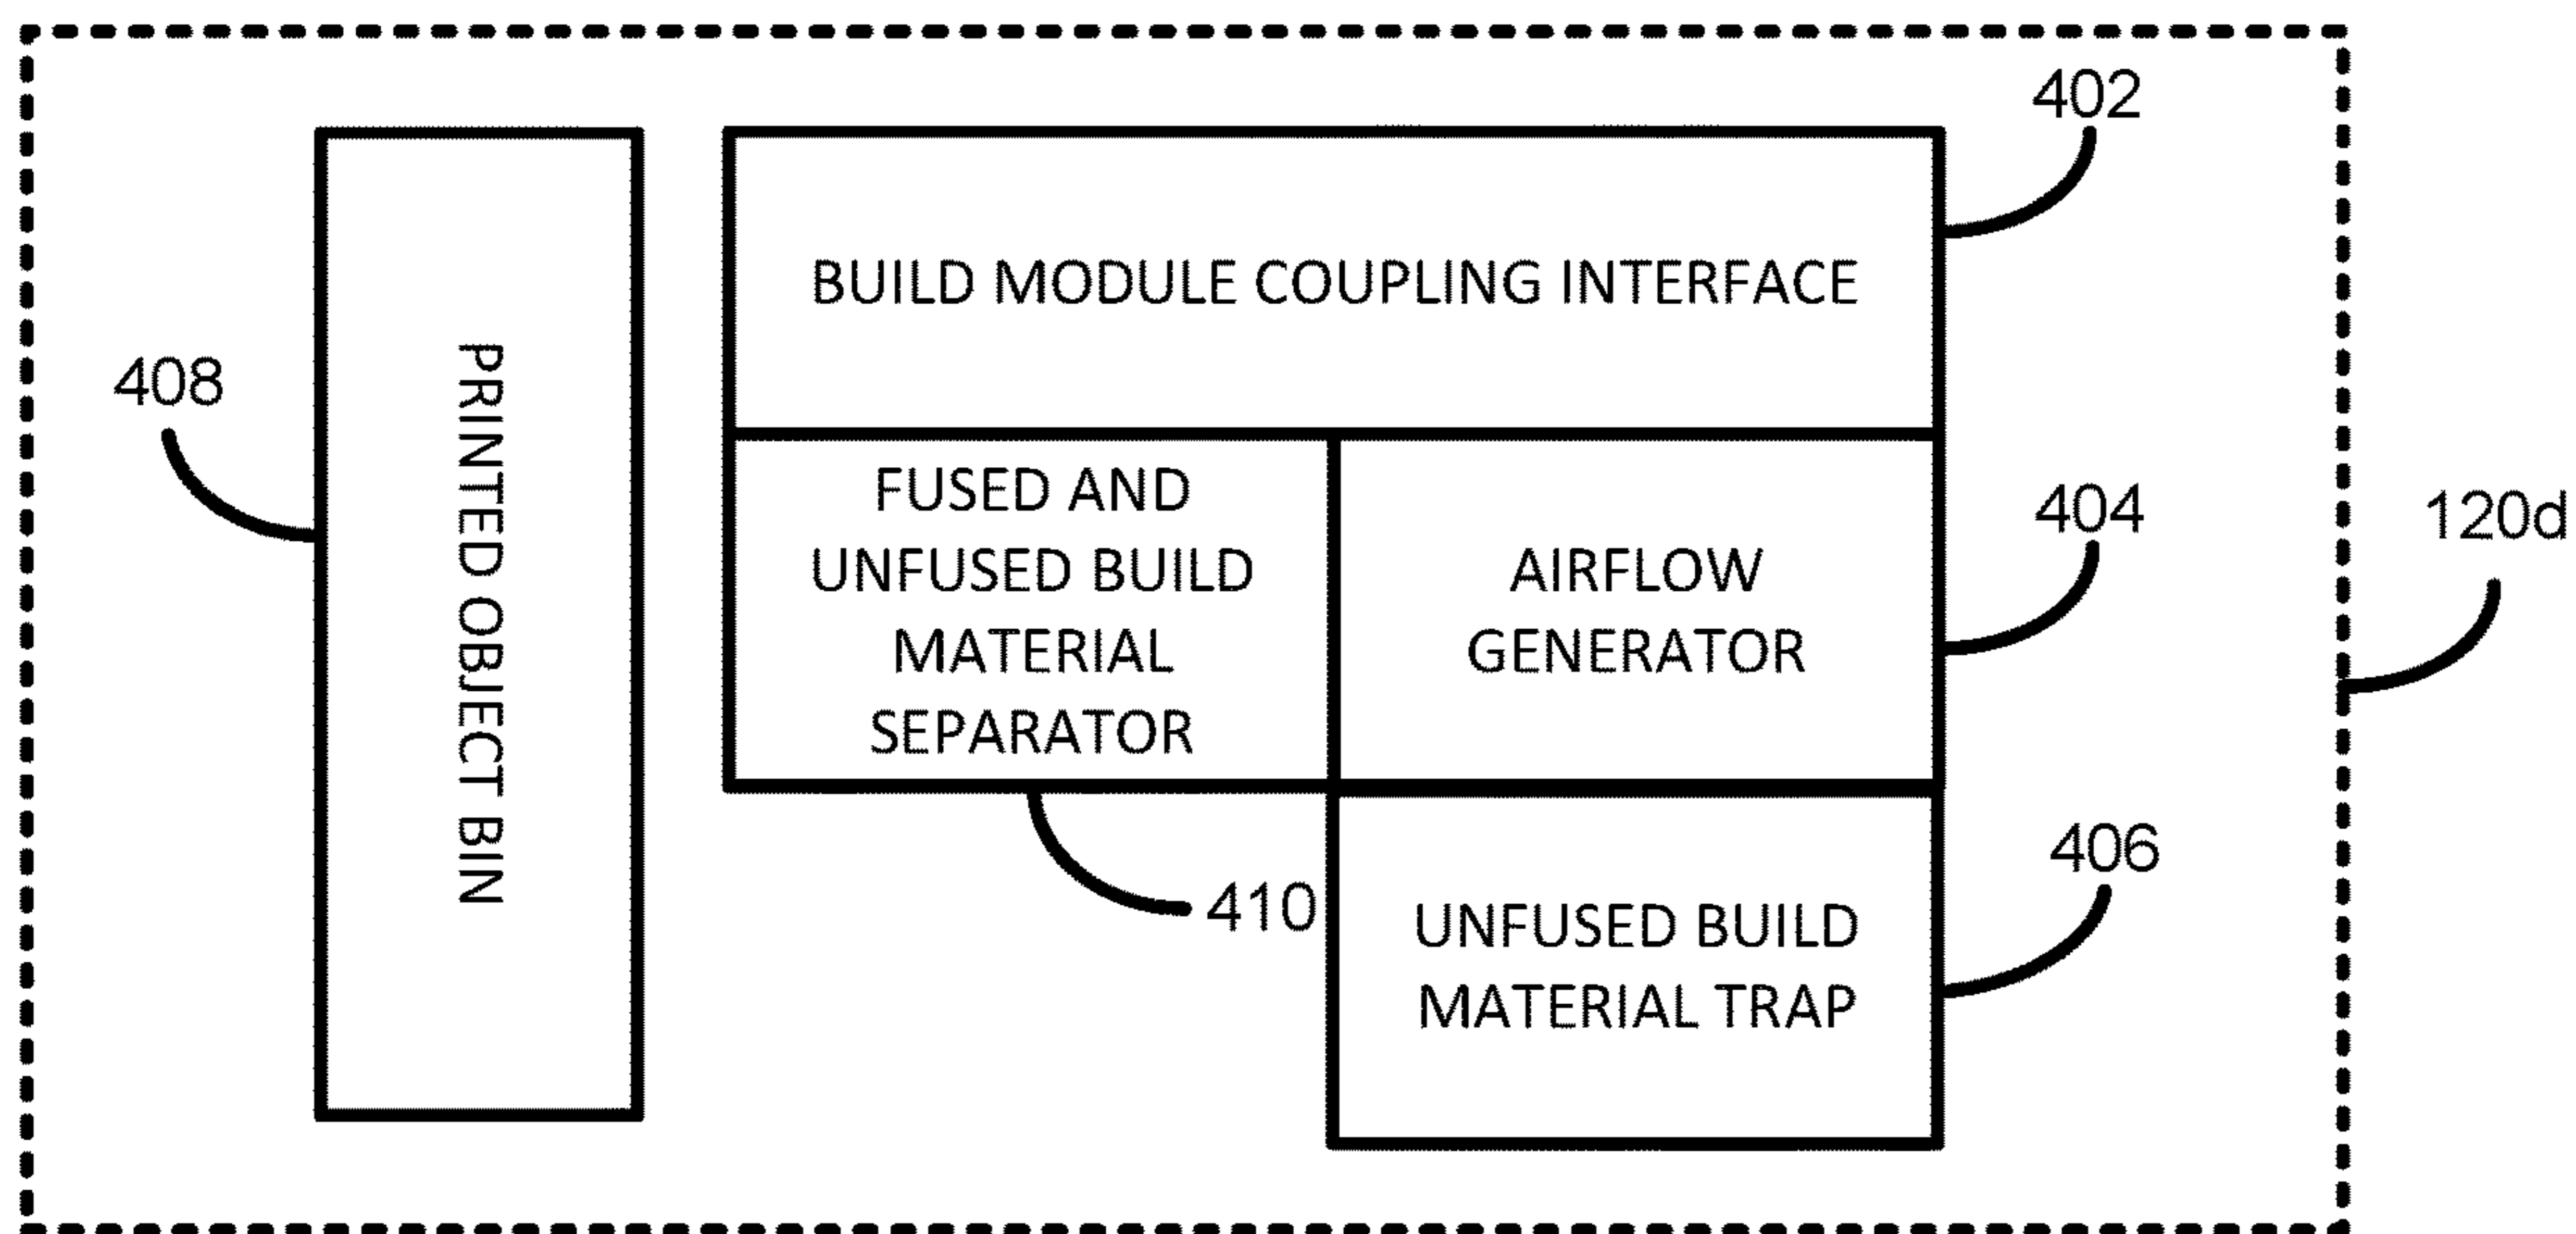 402
BUILD MODULE COUPLING INTERFACE
408
PRINTED OBJECT BIN
FUSED AND
UNFUSED BUILD
MATERIAL
SEPARATOR
AIRFLOW
GENERATOR
404
120d
410
UNFUSED BUILD
MATERIAL TRAP
406